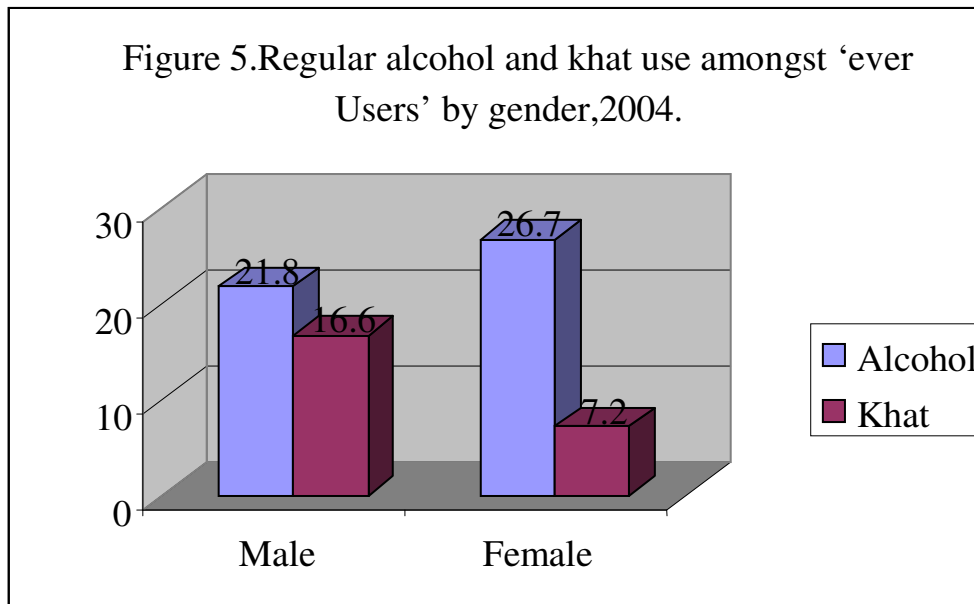 Figure 5.Regular alcohol and khat use amongst ‘ever
Users’ by gender,2004.
30
20
10
0
21.8
16.6
26.7
7.2
Male
Female
Alcohol
Khat